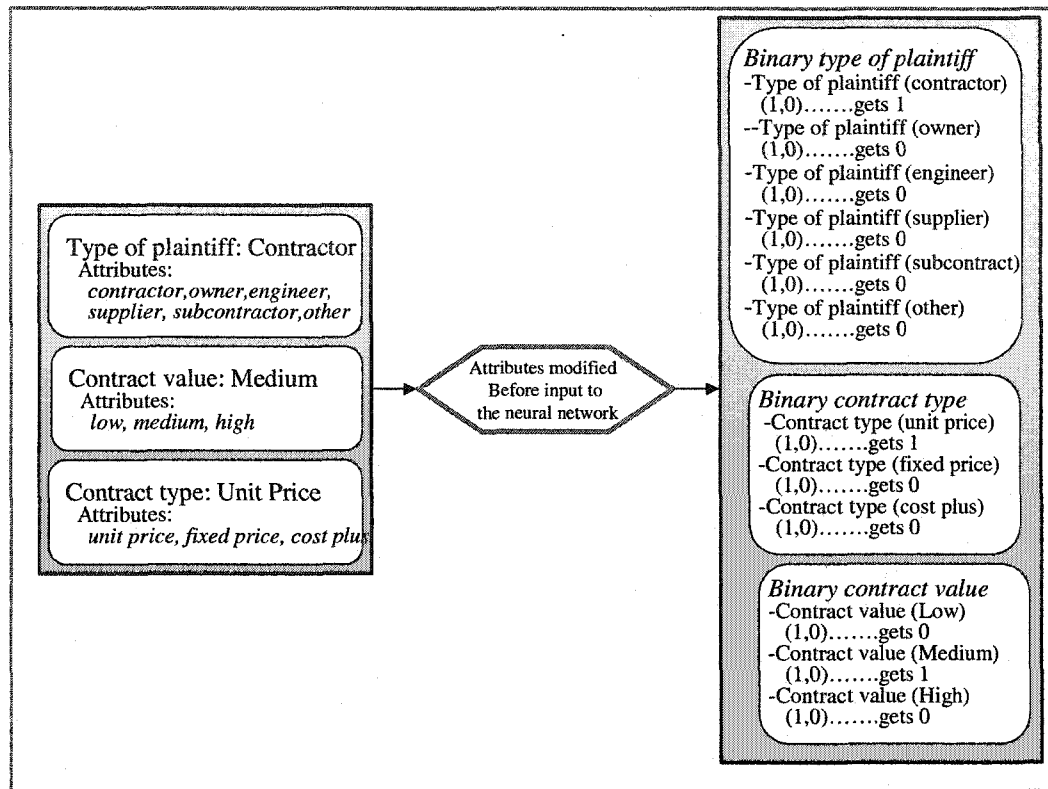 Type of plaintiff: Contractor
Attributes:
contractor,owner,engineer,
supplier, subcontractor,other
Contract value: Medium
Attributes:
low, medium, high
Contract type: Unit Price
Attributes:
unit price, fixed price, cost plus
Attributes modified
Before input to
the neural network
Binary type of plaintiff
-Type of plaintiff (contractor)
(1,0).......gets 1
--Type of plaintiff (owner)
(1,0).......gets 0
-Type of plaintiff (engineer)
(1,0).......gets 0
-Type of plaintiff (supplier)
(1,0).......gets 0
-Type of plaintiff (subcontract)
(1,0).......gets 0
-Type of plaintiff (other)
(1,0).......gets 0
Binary contract type
-Contract type (unit price)
(1,0).......gets 1
-Contract type (fixed price)
(1,0).......gets 0
-Contract type (cost plus)
(1,0).......gets 0
Binary contract value
-Contract value (Low)
(1,0).......gets 0
-Contract value (Medium)
(1,0).......gets 1
-Contract value (High)
(1,0).......gets 0